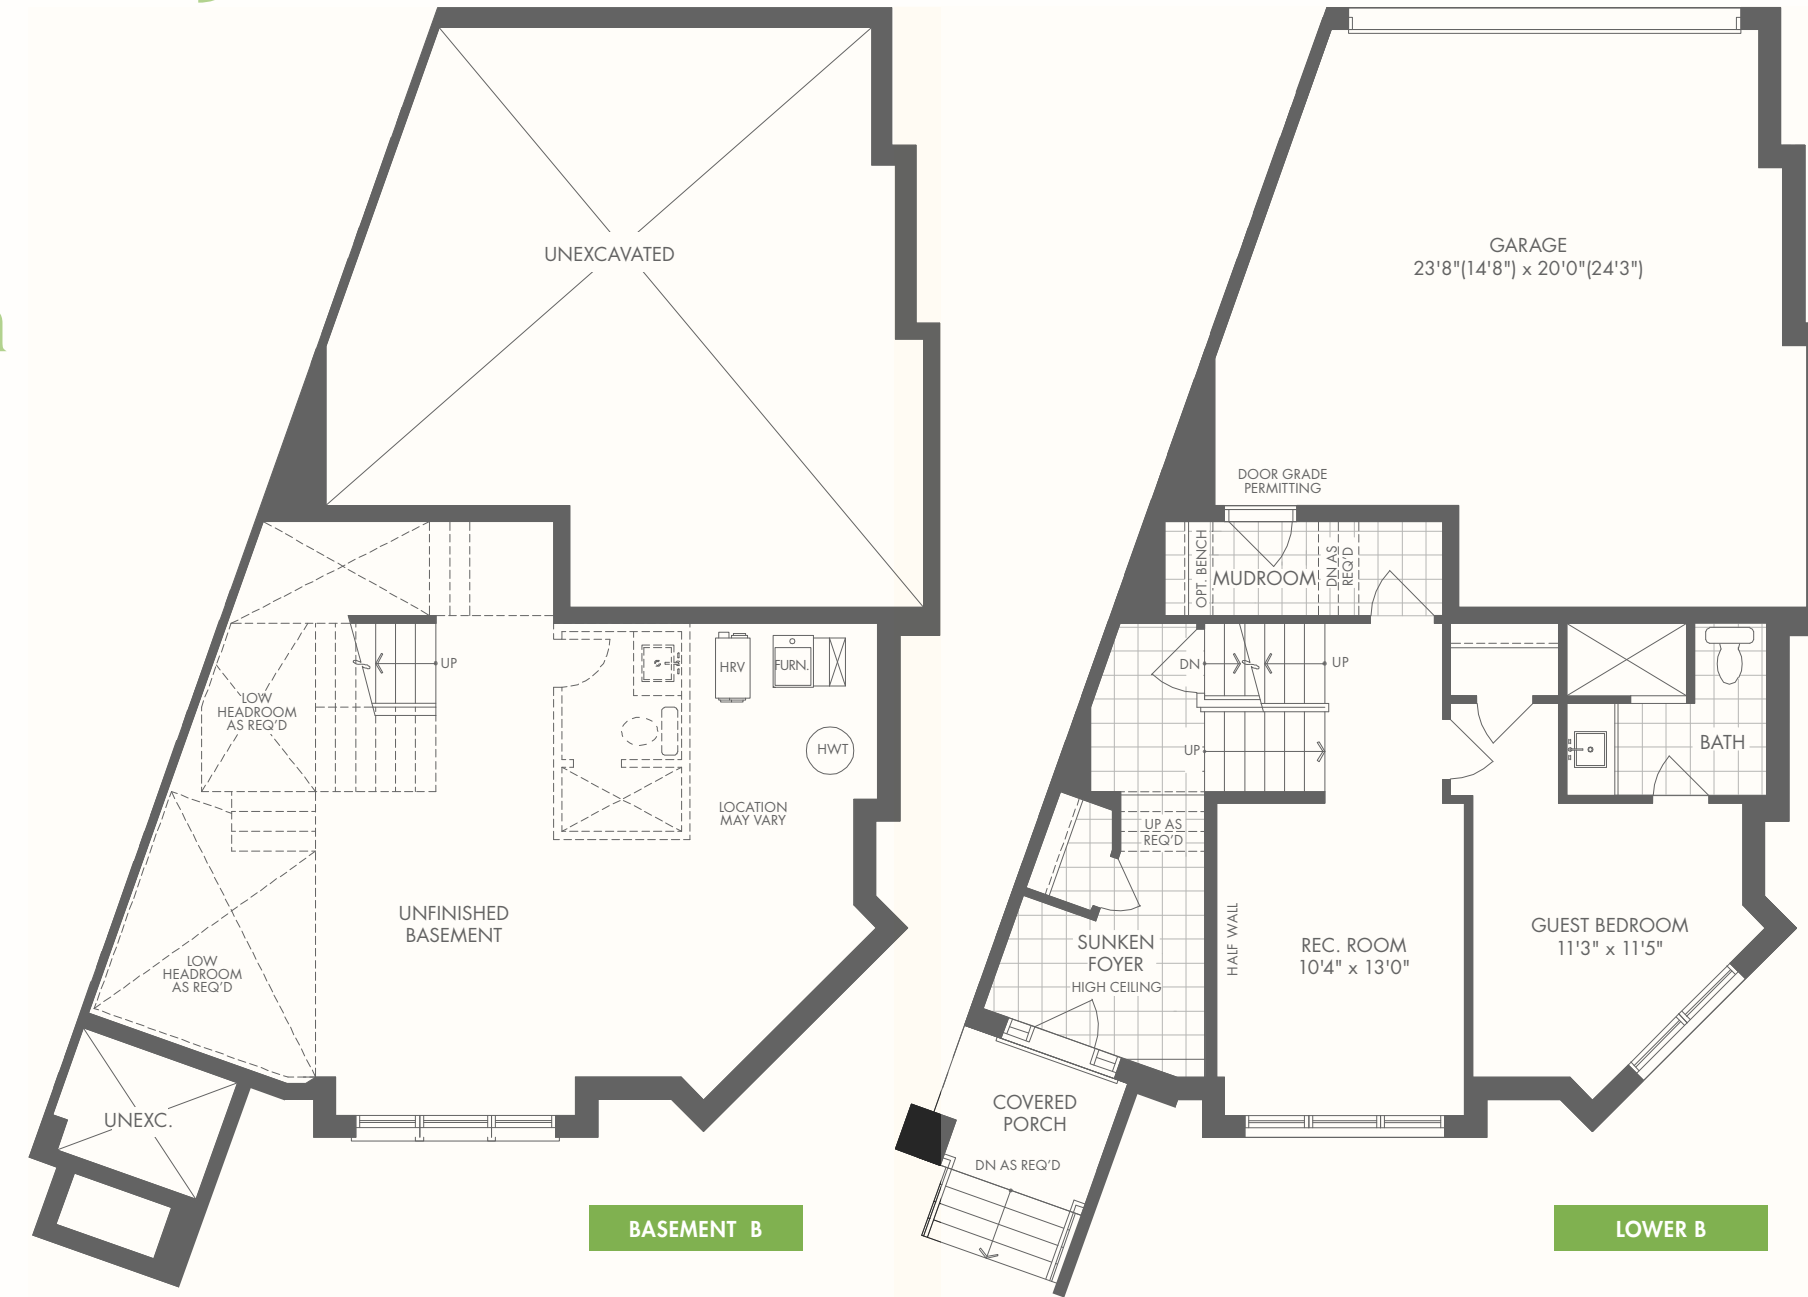 UNEXCAVATED
UP
LOW
HEADROOM
AS REQ'D
HRV
FURN.
HWT
LOCATION
MAY VARY
UNFINISHED
BASEMENT
LOW
HEADROOM
AS REQ'D
UNEXC.
BASEMENT B
GARAGE
23'8"(14'8") x 20'0"(24'3")
DOOR GRADE
PERMITTING
OPT. BENCH
MUDROOM
DN AS
REQ'D
DN
UP
UP
BATH
UP AS
REQ'D
SUNKEN
FOYER
HIGH CEILING
HALF WALL
REC. ROOM
10'4" x 13'0"
GUEST BEDROOM
11'3" x 11'5"
COVERED
PORCH
DN AS REQ'D
LOWER B